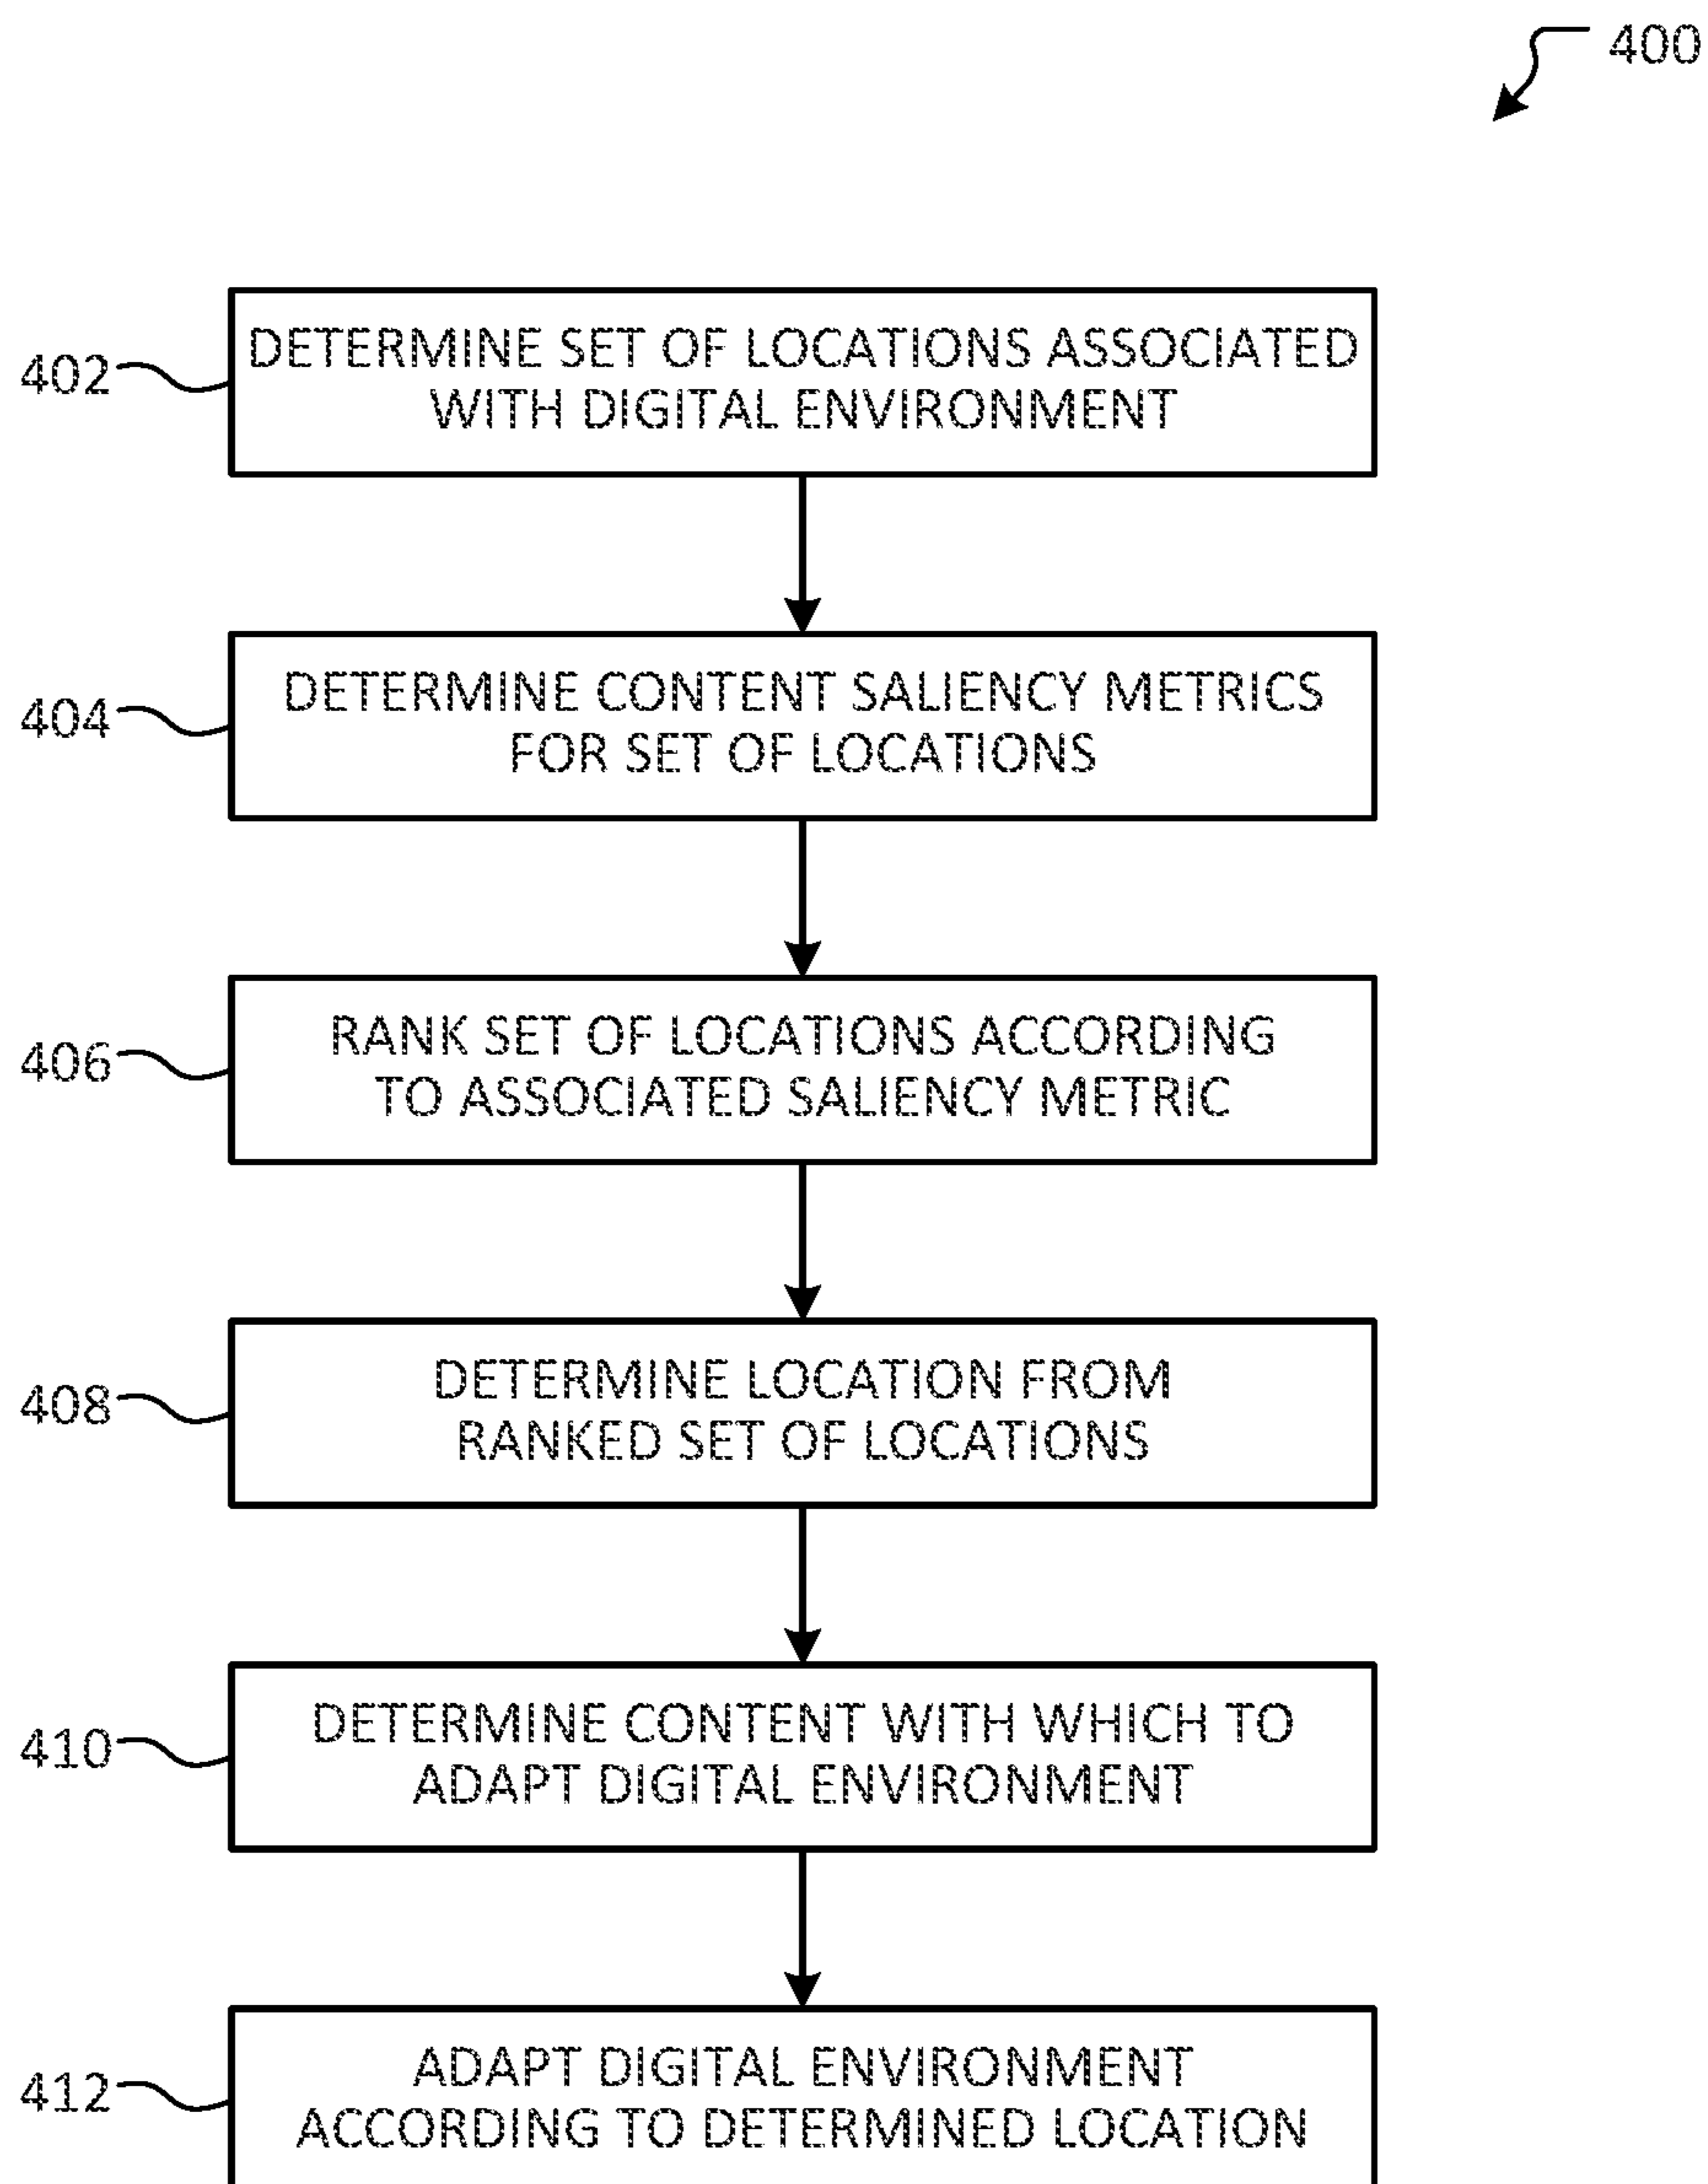 400
402
DETERMINE SET OF LOCATIONS ASSOCIATED
WITH DIGITAL ENVIRONMENT
404
DETERMINE CONTENT SALIENCY METRICS
FOR SET OF LOCATIONS
406
RANK SET OF LOCATIONS ACCORDING
TO ASSOCIATED SALIENCY METRIC
408
DETERMINE LOCATION FROM
RANKED SET OF LOCATIONS
410
DETERMINE CONTENT WITH WHICH TO
ADAPT DIGITAL ENVIRONMENT
412
ADAPT DIGITAL ENVIRONMENT
ACCORDING TO DETERMINED LOCATION